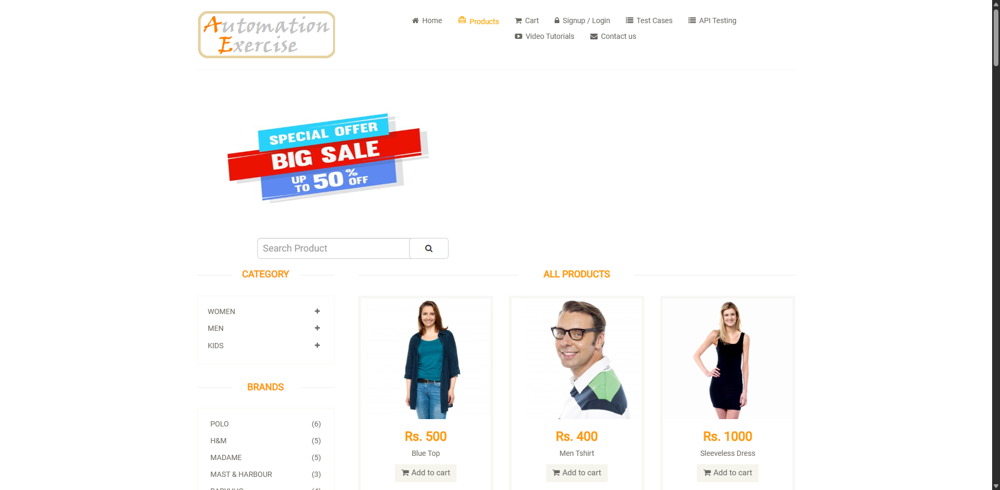 Automation
Exercise
Home
Products
Cart
Signup / Login
Test Cases
API Testing
Video Tutorials
Contact us
SPECIAL OFFER
BIG SALE
UP TO 50% OFF
Search Product
CATEGORY
WOMEN
MEN
KIDS
BRANDS
POLO (6)
H&M (5)
MADAME (5)
MAST & HARBOUR (3)
ALL PRODUCTS
Rs. 500
Blue Top
Add to cart
Rs. 400
Men Tshirt
Add to cart
Rs. 1000
Sleeveless Dress
Add to cart